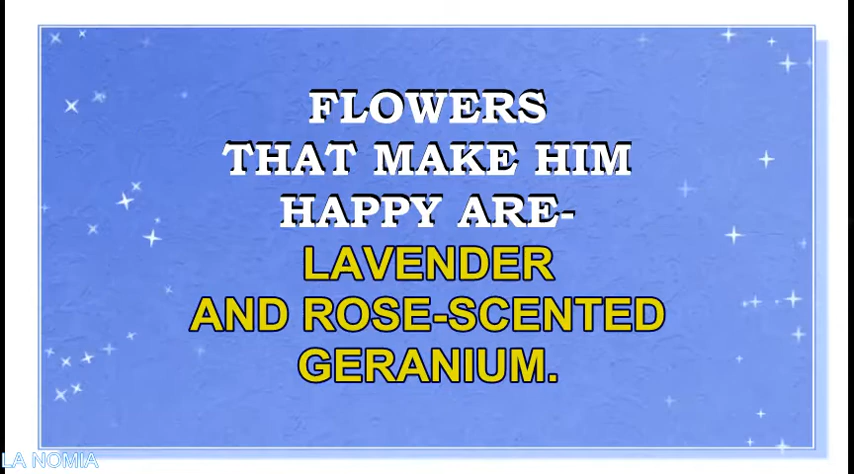 FLOWERS
THAT MAKE HIM
HAPPY ARE-
LAVENDER
AND ROSE-SCENTED
GERANIUM.
LA NOMIA